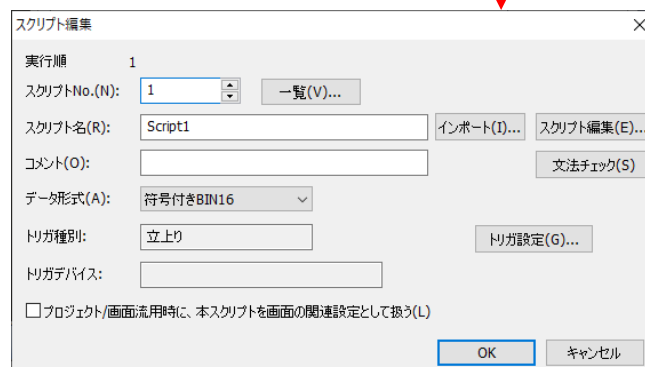 スクリプト編集
実行順 1
スクリプトNo.(N): 1 一覧(V)...
スクリプト名(R): Script1 インポート(I)... スクリプト編集(E)...
コメント(O): 文法チェック(S)
データ形式(A): 符号付きBIN16
トリガ種別: 立上り トリガ設定(G)...
トリガデバイス:
プロジェクト/画面流用時に、本スクリプトを画面の関連設定として扱う(L)
OK キャンセル